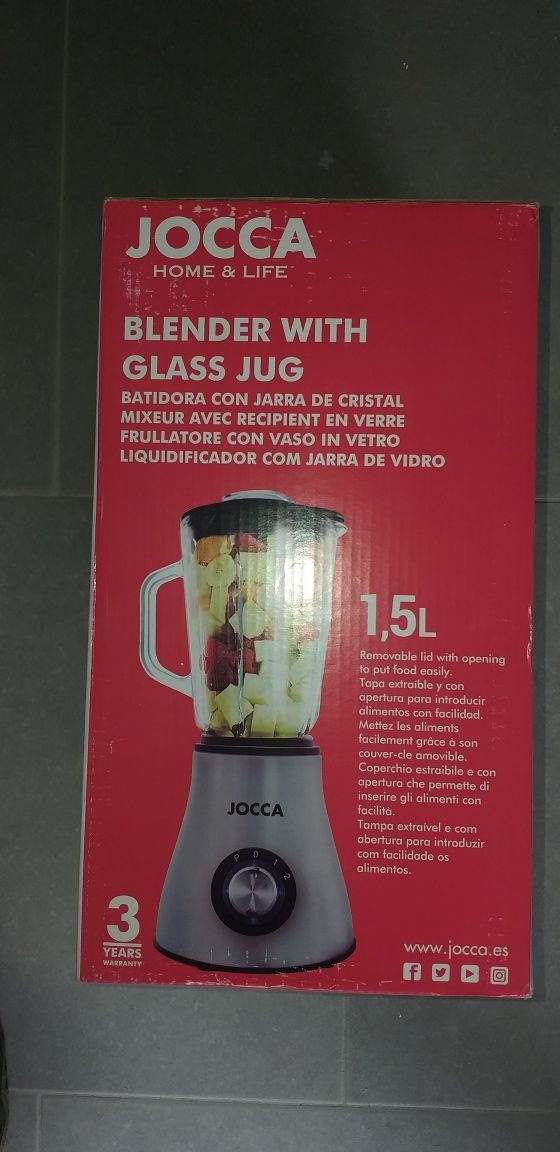 JOCCA
HOME & LIFE
BLENDER WITH
GLASS JUG
BATIDORA CON JARRA DE CRISTAL
MIXEUR AVEC RECIPIENT EN VERRE
FRULLATORE CON VASO IN VETRO
LIQUIDIFICADOR COM JARRA DE VIDRO
1,5L
Removable lid with opening
to put food easily.
Tapa extraíble y con
apertura para introducir
alimentos con facilidad.
Mettez les aliments
facilement grâce à son
couver-cle amovible.
Coperchio estraibile e con
apertura che permette di
inserire gli alimenti con
facilità.
Tampa extraível e com
abertura para introduzir
com facilidade os
alimentos.
JOCCA
P 0 1 2
3
YEARS
WARRANTY
www.jocca.es